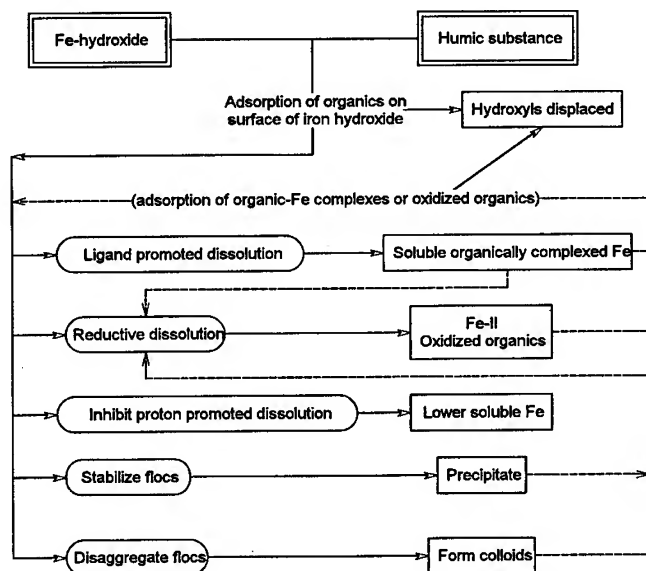 Fe-hydroxide
Humic substance
Adsorption of organics on
surface of iron hydroxide
Hydroxyls displaced
(adsorption of organic-Fe complexes or oxidized organics)
Ligand promoted dissolution
Soluble organically complexed Fe
Reductive dissolution
Fe-II
Oxidized organics
Inhibit proton promoted dissolution
Lower soluble Fe
Stabilize flocs
Precipitate
Disaggregate flocs
Form colloids